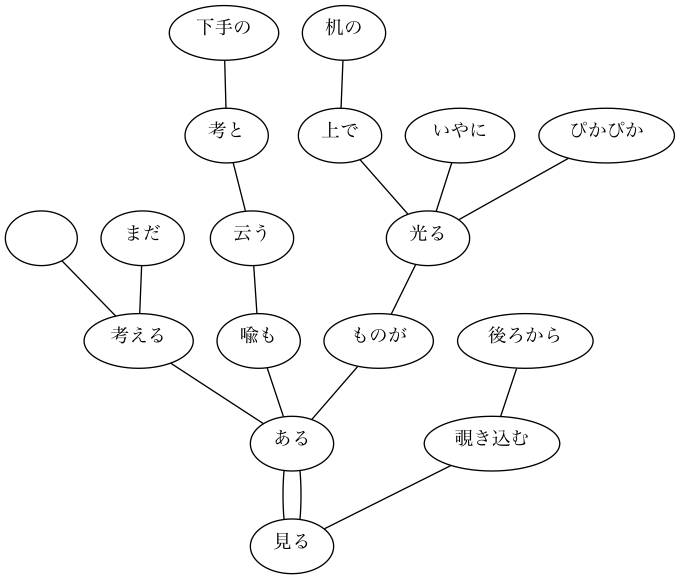 下手の
机の
考と
上で
いやに
ぴかぴか
まだ
云う
光る
考える
喩も
ものが
後ろから
ある
覗き込む
見る